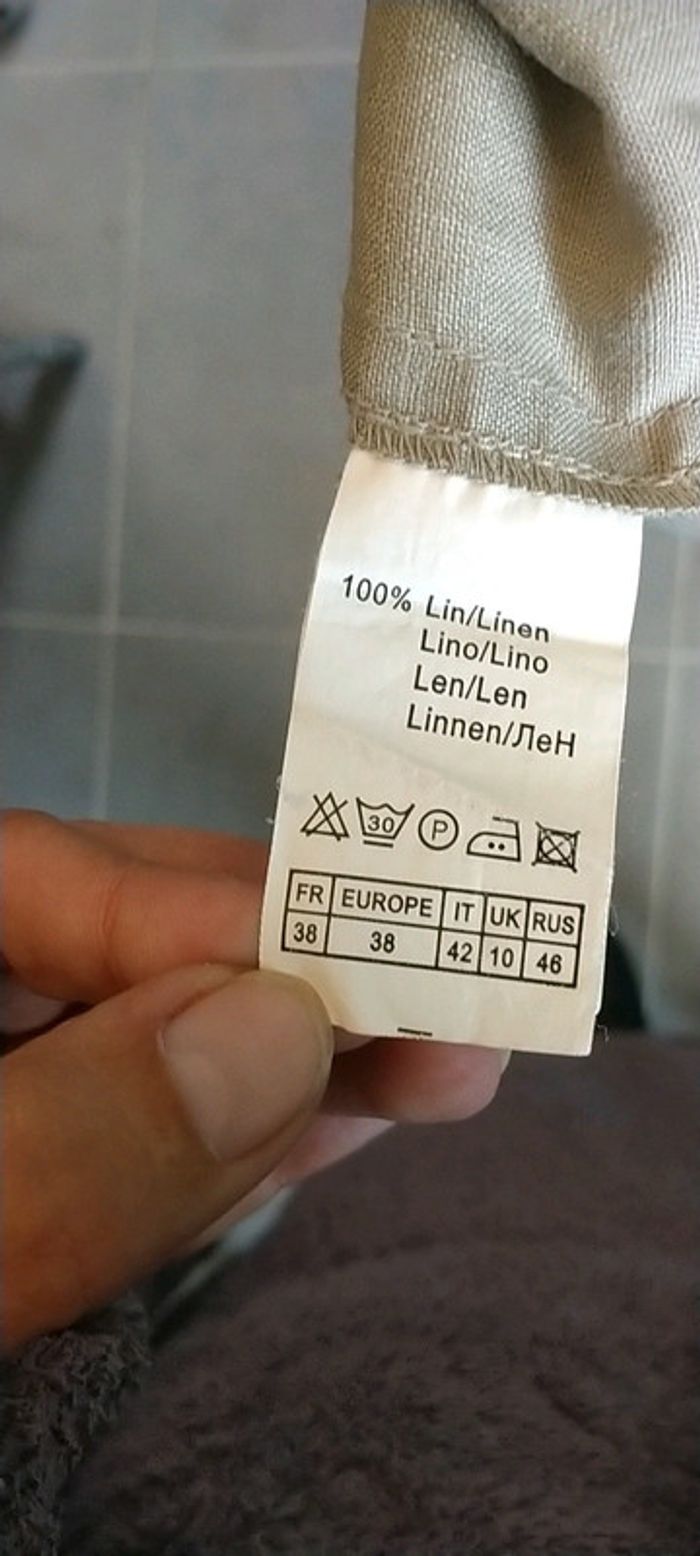 100% Lin/Linen
Lino/Lino
Len/Len
Linnen/ЛеН
30 P
FR EUROPE IT UK RUS
38 38 42 10 46